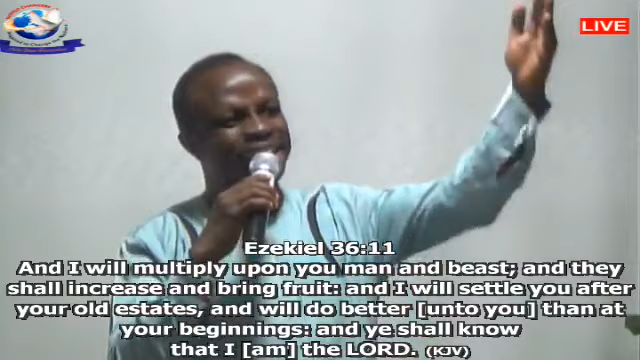 LIVE
Ezekiel 36:11
And I will multiply upon you man and beast; and they
shall increase and bring fruit: and I will settle you after
your old estates, and will do better [unto you] than at
your beginnings: and ye shall know
that I [am] the LORD. (KJV)